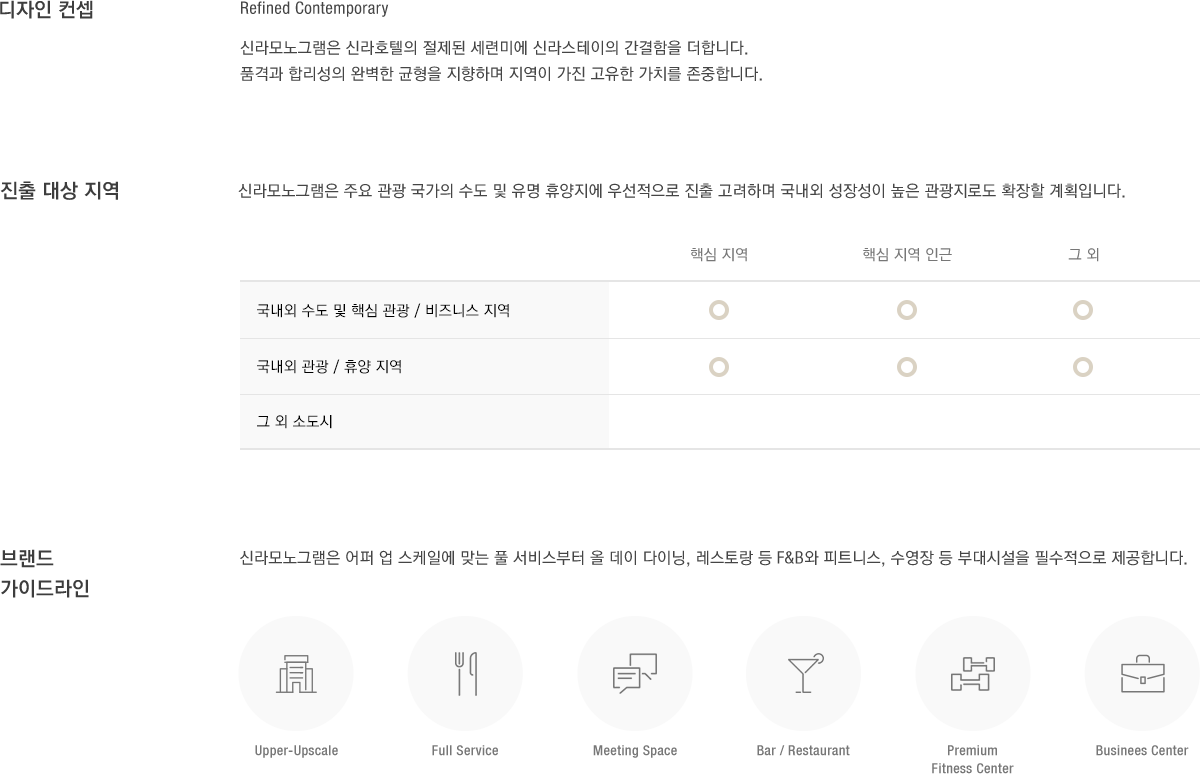 디자인 컨셉
Refined Contemporary
신라모노그램은 신라호텔의 절제된 세련미에 신라스테이의 간결함을 더합니다.
품격과 합리성의 완벽한 균형을 지향하며 지역이 가진 고유한 가치를 존중합니다.
진출 대상 지역
신라모노그램은 주요 관광 국가의 수도 및 유명 휴양지에 우선적으로 진출 고려하며 국내외 성장성이 높은 관광지로도 확장할 계획입니다.
핵심 지역
핵심 지역 인근
그 외
국내외 수도 및 핵심 관광 / 비즈니스 지역
국내외 관광 / 휴양 지역
그 외 소도시
브랜드
가이드라인
신라모노그램은 어퍼 업 스케일에 맞는 풀 서비스부터 올 데이 다이닝, 레스토랑 등 F&B와 피트니스, 수영장 등 부대시설을 필수적으로 제공합니다.
Upper-Upscale
Full Service
Meeting Space
Bar / Restaurant
Premium
Fitness Center
Businees Center